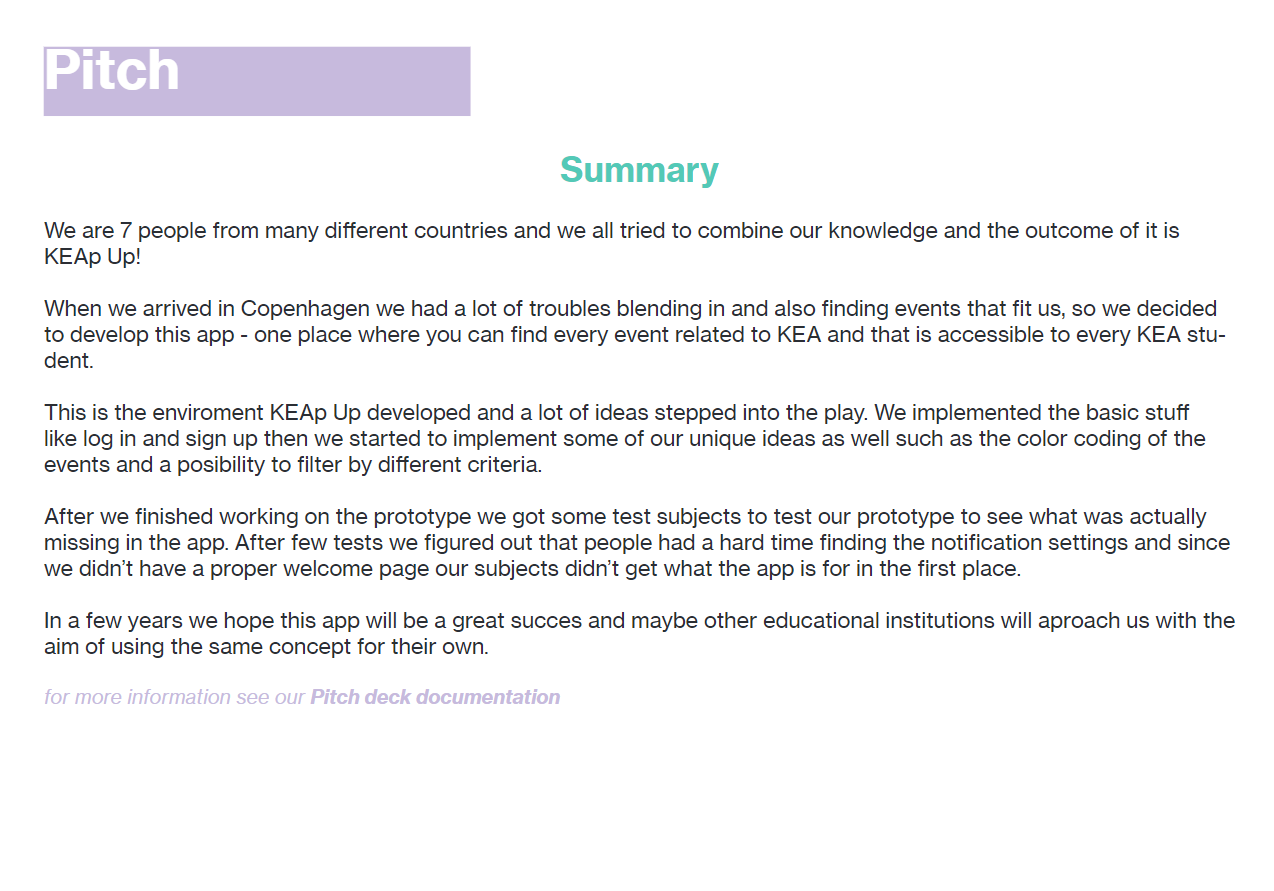 Pitch
Summary
We are 7 people from many different countries and we all tried to combine our knowledge and the outcome of it is
KEAp Up!
When we arrived in Copenhagen we had a lot of troubles blending in and also finding events that fit us, so we decided
to develop this app - one place where you can find every event related to KEA and that is accessible to every KEA stu-
dent.
This is the enviroment KEAp Up developed and a lot of ideas stepped into the play. We implemented the basic stuff
like log in and sign up then we started to implement some of our unique ideas as well such as the color coding of the
events and a posibility to filter by different criteria.
After we finished working on the prototype we got some test subjects to test our prototype to see what was actually
missing in the app. After few tests we figured out that people had a hard time finding the notification settings and since
we didn’t have a proper welcome page our subjects didn’t get what the app is for in the first place.
In a few years we hope this app will be a great succes and maybe other educational institutions will aproach us with the
aim of using the same concept for their own.
for more information see our Pitch deck documentation